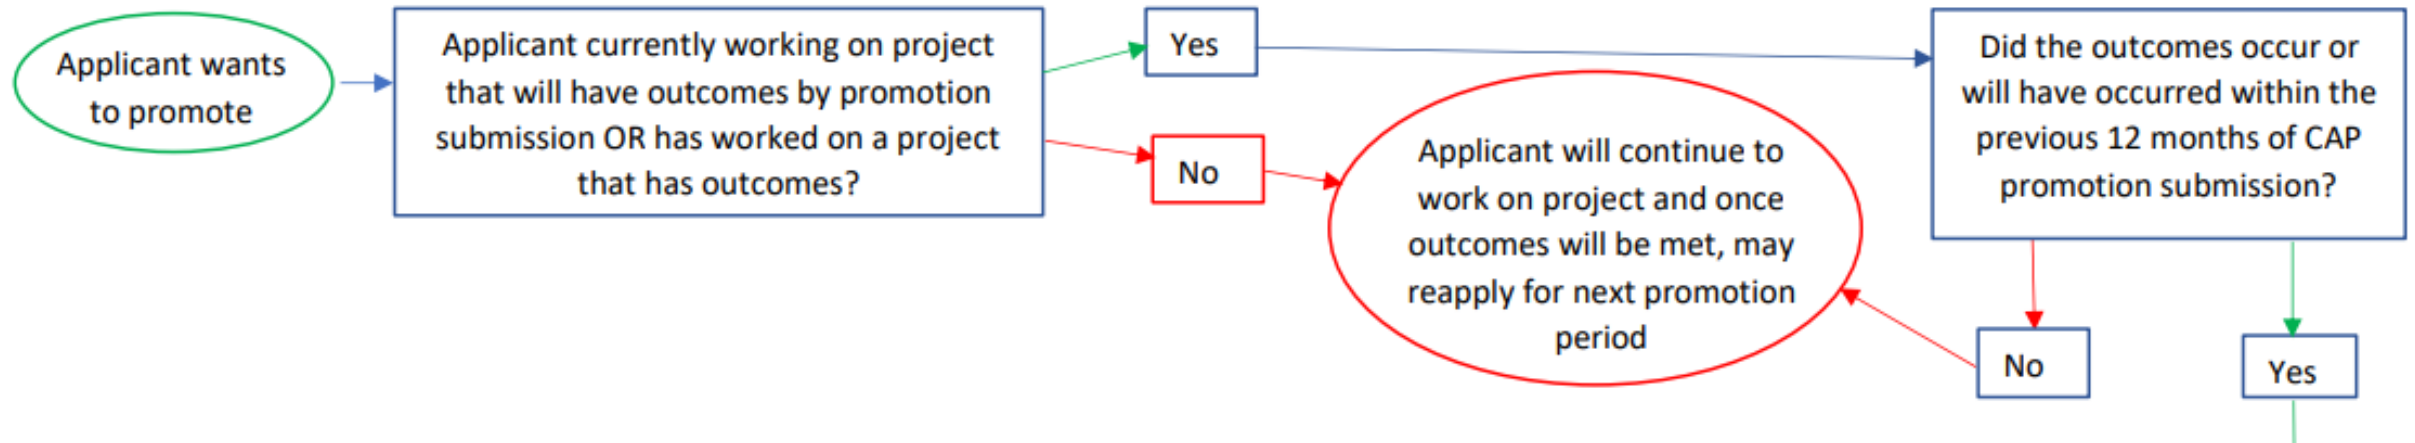 Applicant wants
to promote
Applicant currently working on project
that will have outcomes by promotion
submission OR has worked on a project
that has outcomes?
Yes
No
Applicant will continue to
work on project and once
outcomes will be met, may
reapply for next promotion
period
Did the outcomes occur or
will have occurred within the
previous 12 months of CAP
promotion submission?
No
Yes